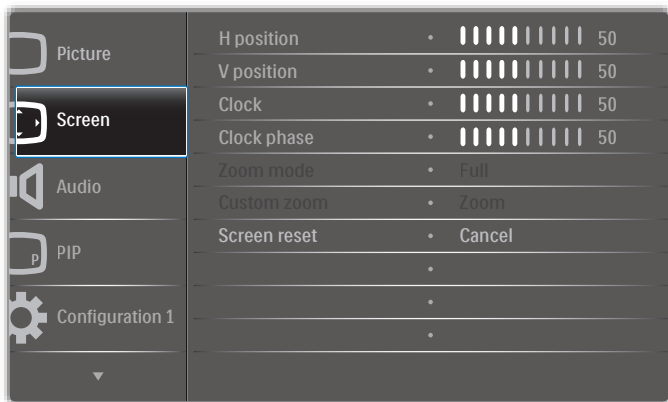 Picture
Screen
Audio
P
PIP
Configuration 1
H position • 50
V position • 50
Clock • 50
Clock phase • 50
Zoom mode • Full
Custom zoom • Zoom
Screen reset • Cancel
•
•
•